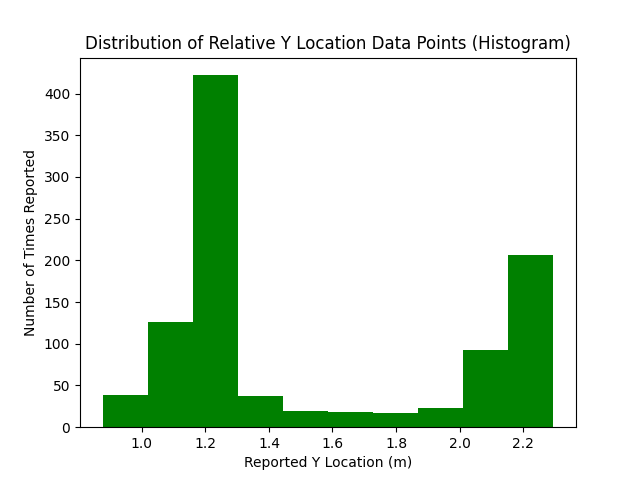 Distribution of Relative Y Location Data Points (Histogram)
Number of Times Reported
400
350
300
250
200
150
100
50
0
1.0 1.2 1.4 1.6 1.8 2.0 2.2
Reported Y Location (m)